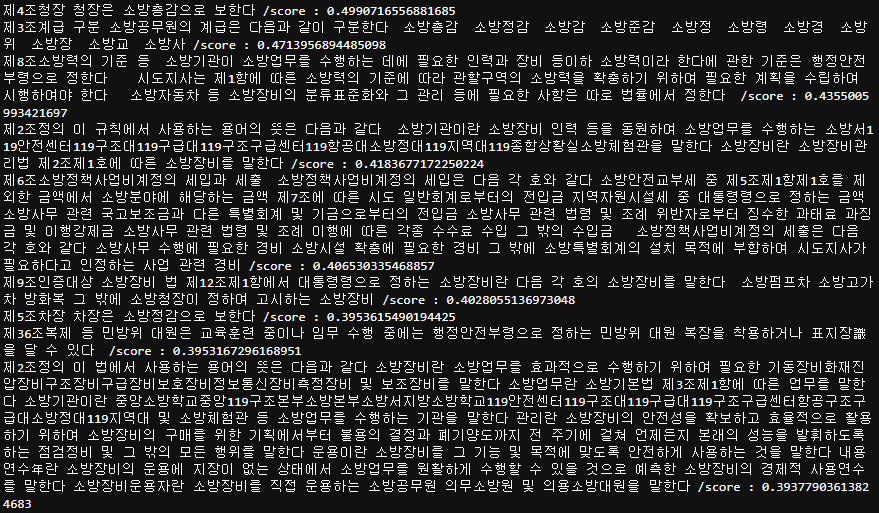 제4조청장 청장은 소방총감으로 보한다 /score : 0.4990716556881685
제3조계급 구분 소방공무원의 계급은 다음과 같이 구분한다 소방총감 소방정감 소방감 소방준감 소방정 소방령 소방경 소방
위 소방장 소방교 소방사 /score : 0.4713956894485098
제8조소방력의 기준 등 소방기관이 소방업무를 수행하는 데에 필요한 인력과 장비 등이하 소방력이라 한다에 관한 기준은 행정안전
부령으로 정한다 시도지사는 제1항에 따른 소방력의 기준에 따라 관할구역의 소방력을 확충하기 위하여 필요한 계획을 수립하여
시행하여야 한다 소방자동차 등 소방장비의 분류표준화와 그 관리 등에 필요한 사항은 따로 법률에서 정한다 /score : 0.4355005
993421697
제2조정의 이 규칙에서 사용하는 용어의 뜻은 다음과 같다 소방기관이란 소방장비 인력 등을 동원하여 소방업무를 수행하는 소방서1
19안전센터119구조대119구급대119구조구급센터119항공대소방정대119지역대119종합상황실소방체험관을 말한다 소방장비란 소방장비관
리법 제2조제1호에 따른 소방장비를 말한다 /score : 0.4183677172250224
제6조소방정책사업비계정의 세입과 세출 소방정책사업비계정의 세입은 다음 각 호와 같다 소방안전교부세 중 제5조제1항제1호를 제
외한 금액에서 소방분야에 해당하는 금액 제7조에 따른 시도 일반회계로부터의 전입금 지역자원시설세 중 대통령령으로 정하는 금액
소방사무 관련 국고보조금과 다른 특별회계 및 기금으로부터의 전입금 소방사무 관련 법령 및 조례 위반자로부터 징수한 과태료 과징
금 및 이행강제금 소방사무 관련 법령 및 조례 이행에 따른 각종 수수료 수입 그 밖의 수입금 소방정책사업비계정의 세출은 다음
각 호와 같다 소방사무 수행에 필요한 경비 소방시설 확충에 필요한 경비 그 밖에 소방특별회계의 설치 목적에 부합하며 시도지사가
필요하다고 인정하는 사업 관련 경비 /score : 0.406530335468857
제9조인증대상 소방장비 법 제12조제1항에서 대통령령으로 정하는 소방장비란 다음 각 호의 소방장비를 말한다 소방펌프차 소방고가
차 방화복 그 밖에 소방청장이 정하여 고시하는 소방장비 /score : 0.4028055136973048
제5조차장 차장은 소방정감으로 보한다 /score : 0.3953615490194425
제36조복제 등 민방위 대원은 교육훈련 중이나 임무 수행 중에는 행정안전부령으로 정하는 민방위 대원 복장을 착용하거나 표지장識
을 달 수 있다 /score : 0.3953167296168951
제2조정의 이 법에서 사용하는 용어의 뜻은 다음과 같다 소방장비란 소방업무를 효과적으로 수행하기 위하여 필요한 기동장비화재진
압장비구조장비구급장비보호장비정보통신장비측정장비 및 보조장비를 말한다 소방업무란 소방기본법 제3조제1항에 따른 업무를 말한
다 소방기관이란 중앙소방학교중앙119구조본부소방본부소방서지방소방학교119안전센터119구조대119구급대119구조구급센터항공구조구
급대소방정대119지역대 및 소방체험관 등 소방업무를 수행하는 기관을 말한다 관리란 소방장비의 안전성을 확보하고 효율적으로 활용
하기 위하여 소방장비의 구매를 위한 기획에서부터 불용의 결정과 폐기양도까지 전 주기에 걸쳐 언제든지 본래의 성능을 발휘하도록
하는 점검정비 및 그 밖의 모든 행위를 말한다 운용이란 소방장비를 그 기능 및 목적에 맞도록 안전하게 사용하는 것을 말한다 내용
연수年란 소방장비의 운용에 지장이 없는 상태에서 소방업무를 원활하게 수행할 수 있을 것으로 예측한 소방장비의 경제적 사용연수
를 말한다 소방장비운용자란 소방장비를 직접 운용하는 소방공무원 의무소방원 및 의용소방대원을 말한다 /score : 0.3937790361382
4683